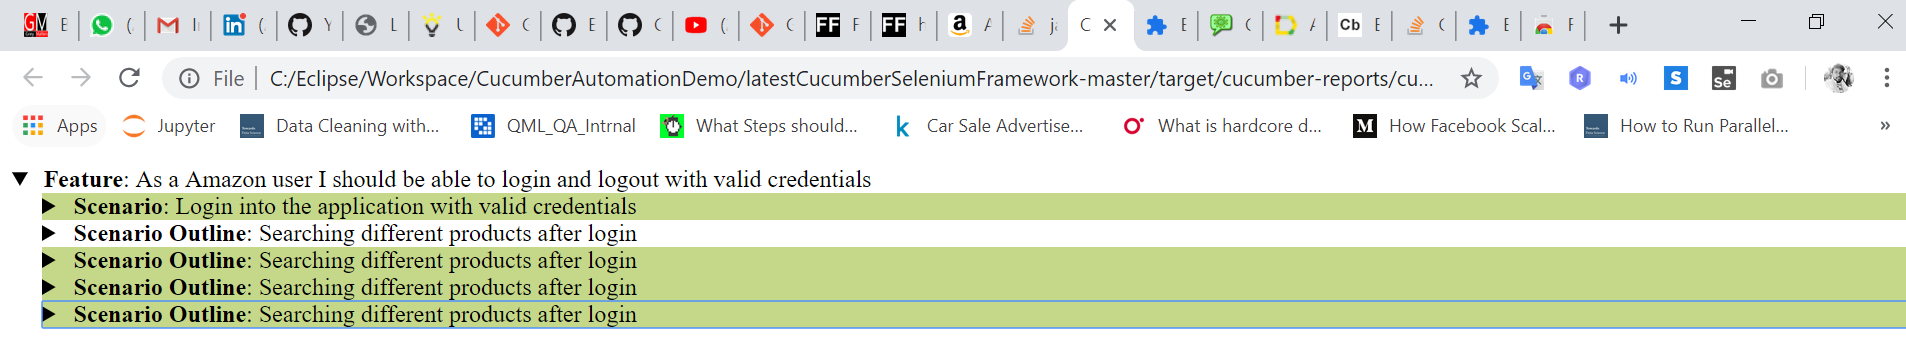 GM E ( I ( Y L U C E C ( C F h A j C E C A Cb E C E F
File C:/Eclipse/Workspace/CucumberAutomationDemo/latestCucumberSeleniumFramework-master/target/cucumber-reports/cu...
Apps Jupyter Data Cleaning with... QML_QA_Intrnal What Steps should... Car Sale Advertise... What is hardcore d... How Facebook Scal... How to Run Parallel... »
Feature: As a Amazon user I should be able to login and logout with valid credentials
Scenario: Login into the application with valid credentials
Scenario Outline: Searching different products after login
Scenario Outline: Searching different products after login
Scenario Outline: Searching different products after login
Scenario Outline: Searching different products after login